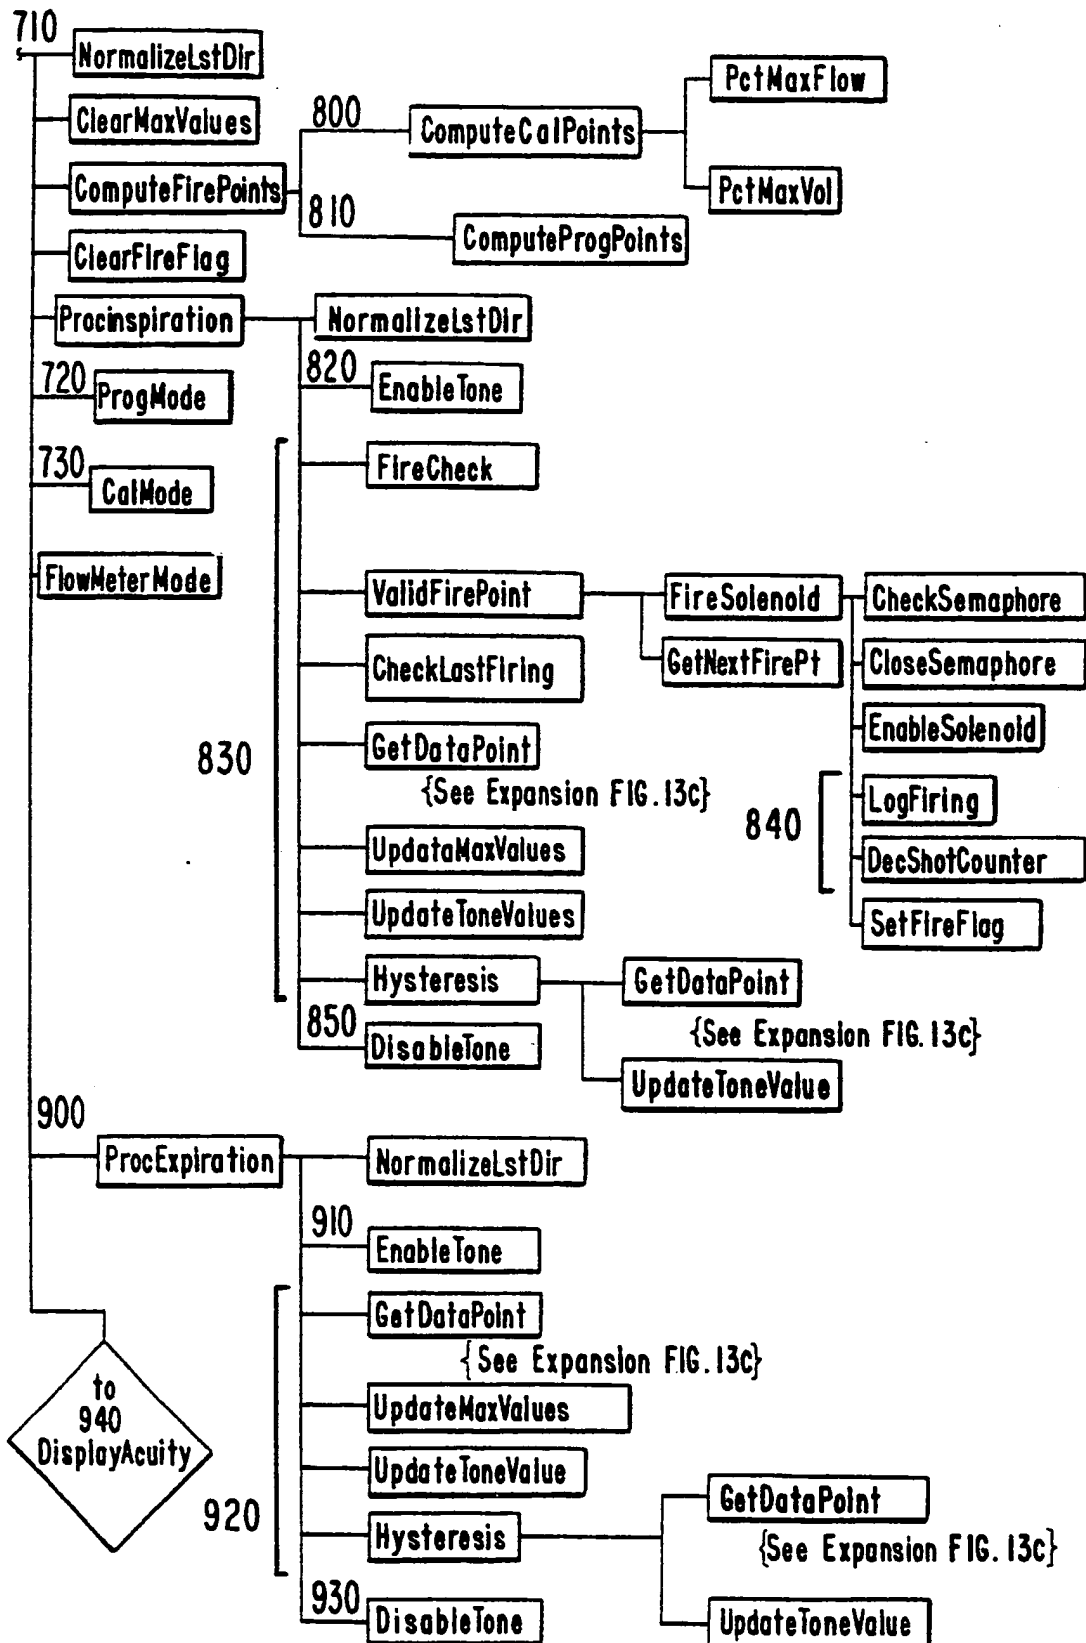 710
NormalizeLstDir
ClearMaxValues
ComputeFirePoints
800
ComputeCalPoints
PctMaxFlow
PctMaxVol
810
ComputeProgPoints
ClearFireFlag
Procinspiration
NormalizeLstDir
820
EnableTone
720
ProgMode
730
CalMode
FlowMeterMode
830
FireCheck
ValidFirePoint
FireSolenoid
CheckSemaphore
GetNextFirePt
CloseSemaphore
CheckLastFiring
EnableSolenoid
GetDataPoint
{See Expansion FIG.13c}
840
LogFiring
DecShotCounter
SetFireFlag
UpdataMaxValues
UpdateToneValues
Hysteresis
GetDataPoint
{See Expansion FIG.13c}
UpdateToneValue
850
DisableTone
900
ProcExpiration
NormalizeLstDir
910
EnableTone
920
GetDataPoint
{See Expansion FIG.13c}
UpdateMaxValues
UpdateToneValue
Hysteresis
GetDataPoint
{See Expansion FIG.13c}
UpdateToneValue
930
DisableTone
to
940
DisplayAcuity